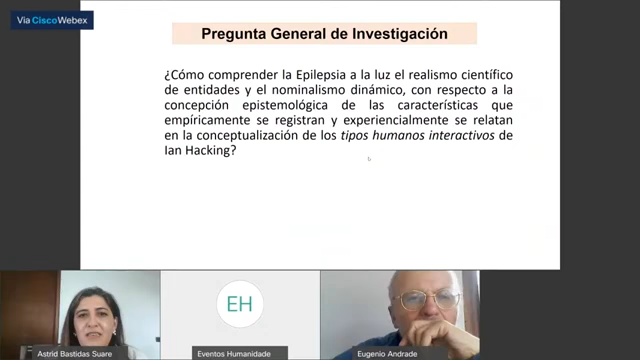 Via CiscoWebex
Pregunta General de Investigación
¿Cómo comprender la Epilepsia a la luz el realismo científico
de entidades y el nominalismo dinámico, con respecto a la
concepción epistemológica de las características que
empíricamente se registran y experiencialmente se relatan
en la conceptualización de los tipos humanos interactivos de
Ian Hacking?
EH
Astrid Bastidas Suare
Eventos Humanidade
Eugenio Andrade